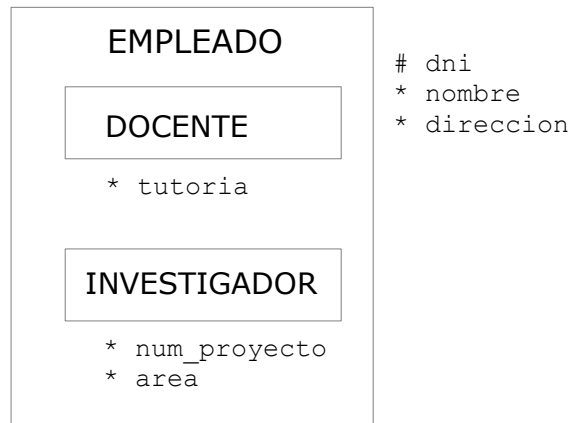 EMPLEADO
# dni
* nombre
* direccion
DOCENTE
* tutoria
INVESTIGADOR
* num_proyecto
* area